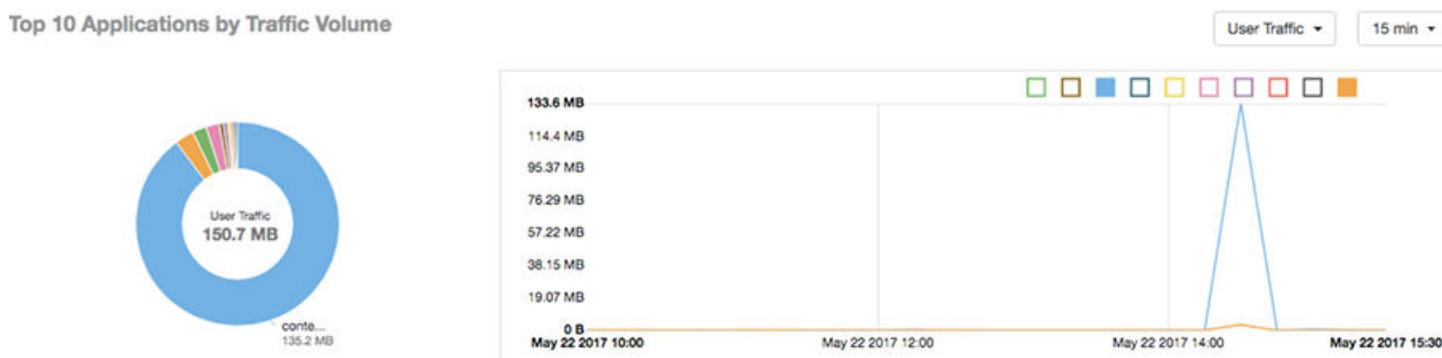 Top 10 Applications by Traffic Volume
User Traffic
15 min
133.6 MB
114.4 MB
95.37 MB
76.29 MB
57.22 MB
38.15 MB
19.07 MB
0 B
User Traffic
150.7 MB
conte...
135.2 MB
May 22 2017 10:00
May 22 2017 12:00
May 22 2017 14:00
May 22 2017 15:30